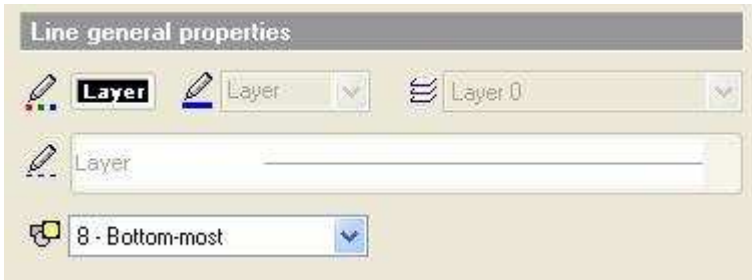 Line general properties
Layer Layer Layer 0
Layer
8 - Bottom-most